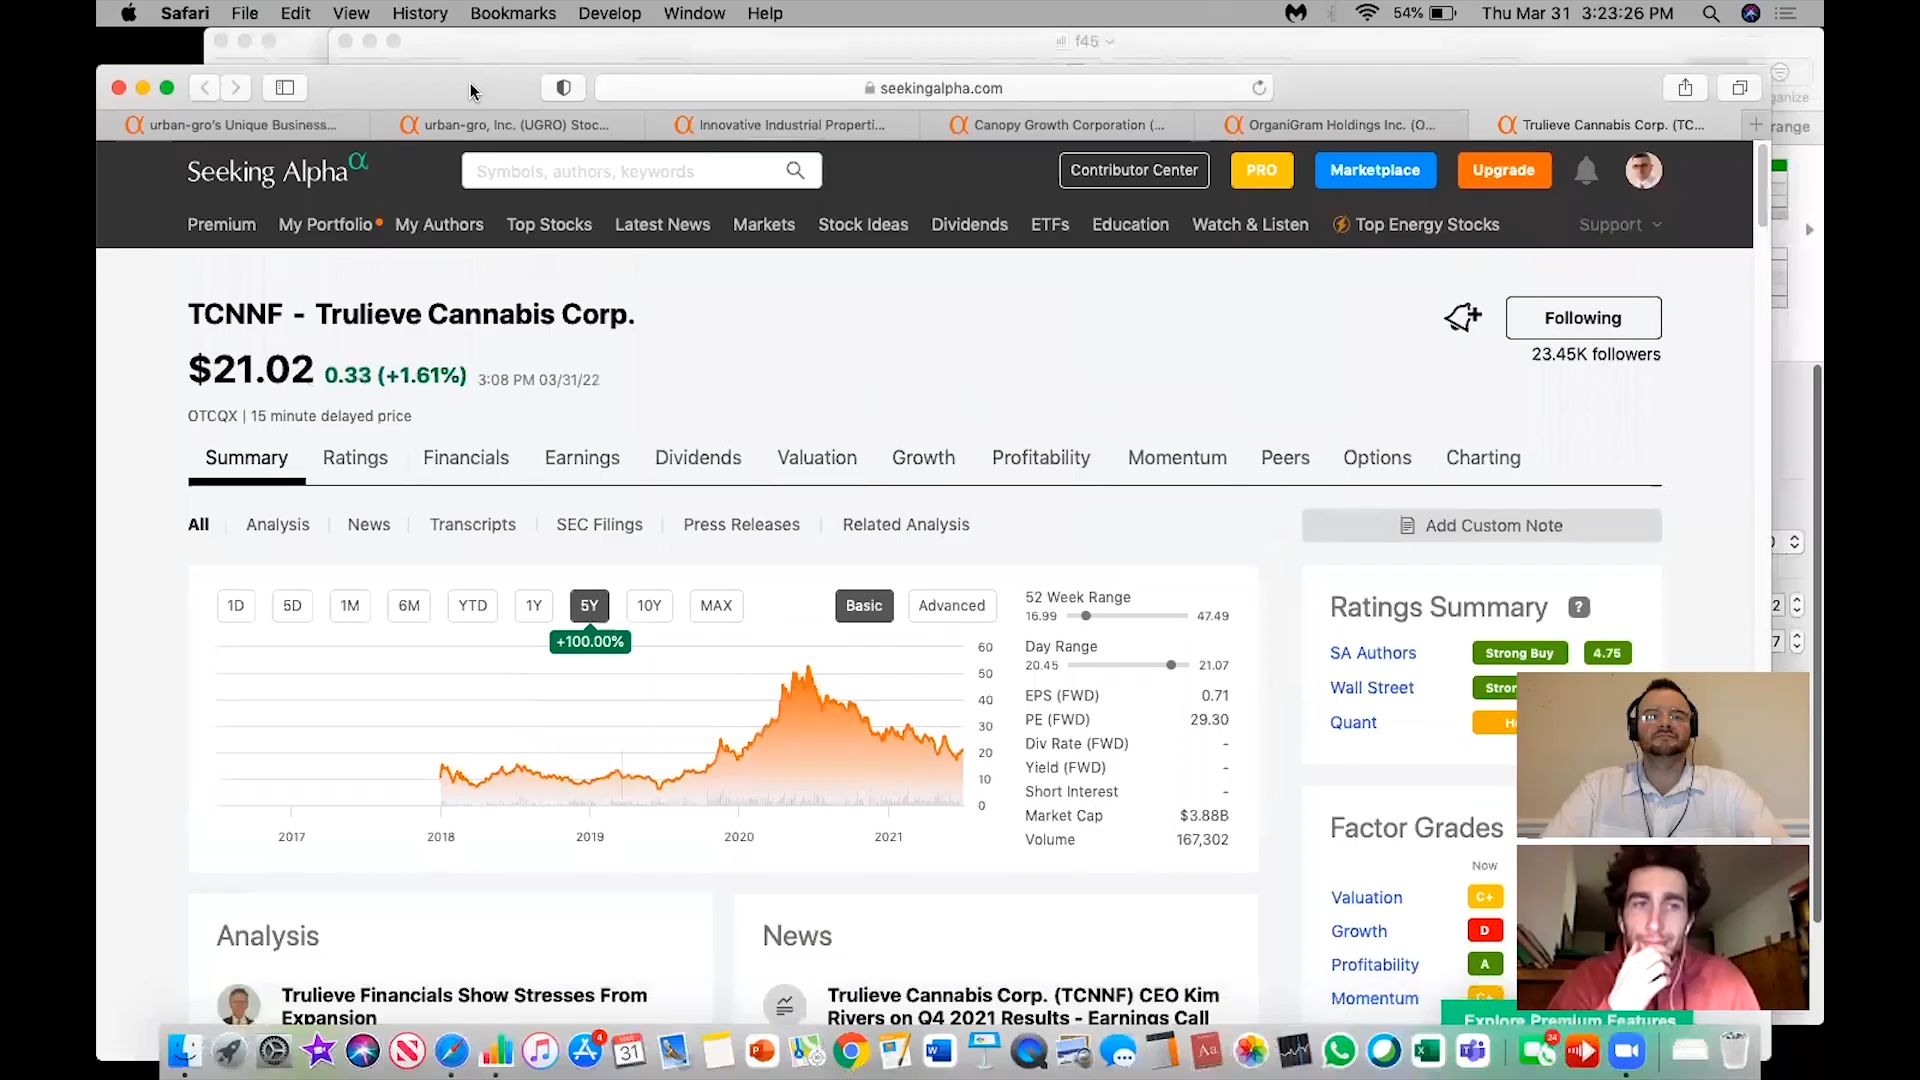 Safari File Edit View History Bookmarks Develop Window Help 54% Thu Mar 31 3:23:26 PM
f45
seekingalpha.com
anize
urban-gro's Unique Business... urban-gro, Inc. (UGRO) Stoc... Innovative Industrial Properti... Canopy Growth Corporation (... OrganiGram Holdings Inc. (O... Trulieve Cannabis Corp. (TC... range
Seeking Alpha α Symbols, authors, keywords Contributor Center PRO Marketplace Upgrade
Premium My Portfolio My Authors Top Stocks Latest News Markets Stock Ideas Dividends ETFs Education Watch & Listen Top Energy Stocks Support
TCNNF - Trulieve Cannabis Corp.
Following
23.45K followers
$21.02 0.33 (+1.61%) 3:08 PM 03/31/22
OTCQX | 15 minute delayed price
Summary Ratings Financials Earnings Dividends Valuation Growth Profitability Momentum Peers Options Charting
All Analysis News Transcripts SEC Filings Press Releases Related Analysis
Add Custom Note
1D 5D 1M 6M YTD 1Y 5Y 10Y MAX Basic Advanced
+100.00%
60
50
40
30
20
10
0
2017 2018 2019 2020 2021
52 Week Range
16.99 47.49
Day Range
20.45 21.07
EPS (FWD) 0.71
PE (FWD) 29.30
Div Rate (FWD) -
Yield (FWD) -
Short Interest -
Market Cap $3.88B
Volume 167,302
Ratings Summary ?
SA Authors Strong Buy 4.75
Wall Street Stron
Quant H
2
7
Factor Grades
Now
Valuation C+
Growth D
Profitability A
Momentum
Explore Premium Features
Analysis
Trulieve Financials Show Stresses From
Expansion
News
Trulieve Cannabis Corp. (TCNNF) CEO Kim
Rivers on Q4 2021 Results - Earnings Call
4
31
Aa
24